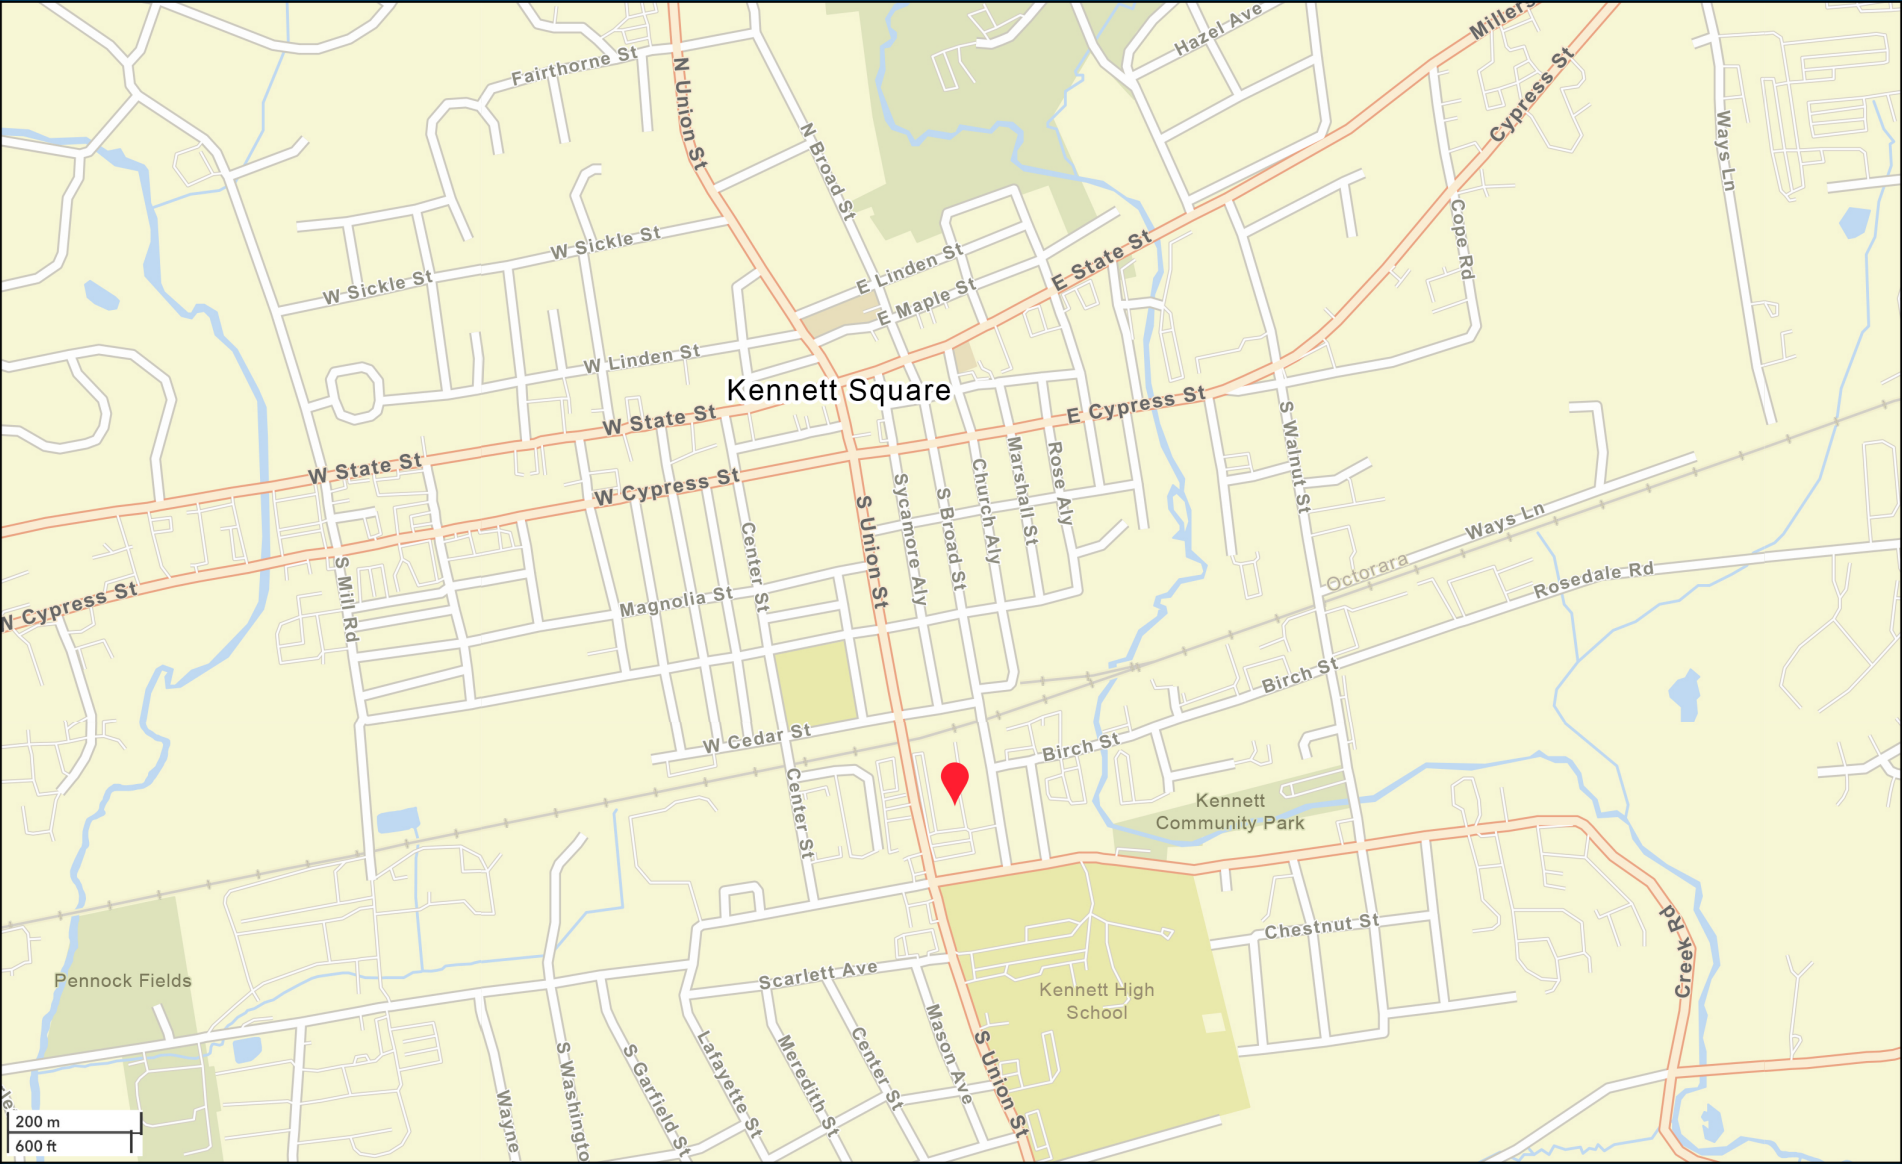 Hazel Ave
Millers
Fairthorne St
N Union St
Cypress St
N Broad St
Ways Ln
Cope Rd
W Sickle St
W Sickle St
E Linden St
E State St
E Maple St
W Linden St
Kennett Square
E Cypress St
W State St
W State St
S Walnut St
W Cypress St
Marshall St
Rose Aly
Church Aly
Sycamore Aly
S Broad St
S Union St
Center St
Ways Ln
Octorara
Rosedale Rd
W Cypress St
S Mill Rd
Magnolia St
Birch St
W Cedar St
Birch St
Center St
Kennett
Community Park
Chestnut St
Creek Rd
Pennock Fields
Scarlett Ave
Kennett High
School
Mason Ave
S Union St
Center St
Meredith St
Lafayette St
S Garfield St
S Washingto
Wayne
200 m
600 ft